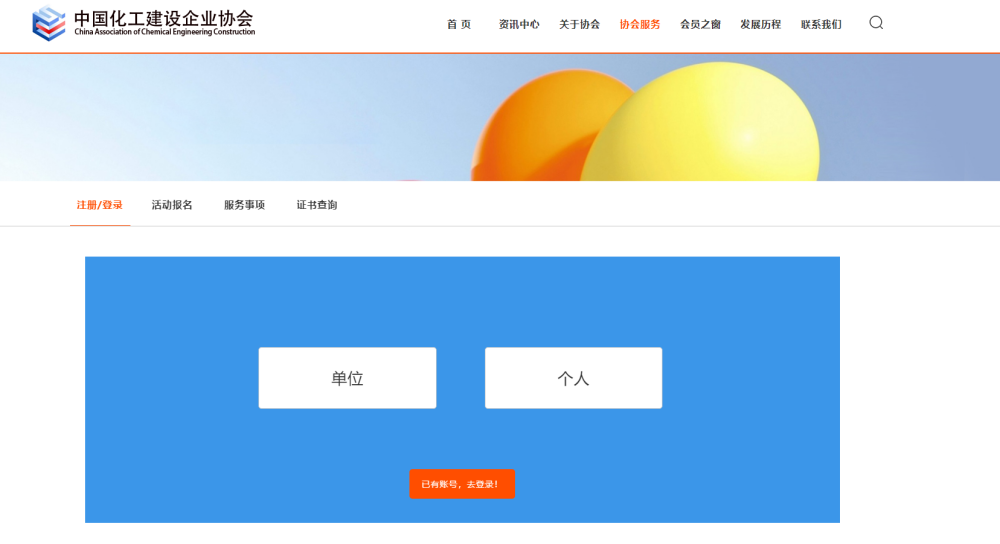 中国化工建设企业协会
China Association of Chemical Engineering Construction
首 页 资讯中心 关于协会 协会服务 会员之窗 发展历程 联系我们
注册/登录 活动报名 服务事项 证书查询
单位 个人
已有账号，去登录！